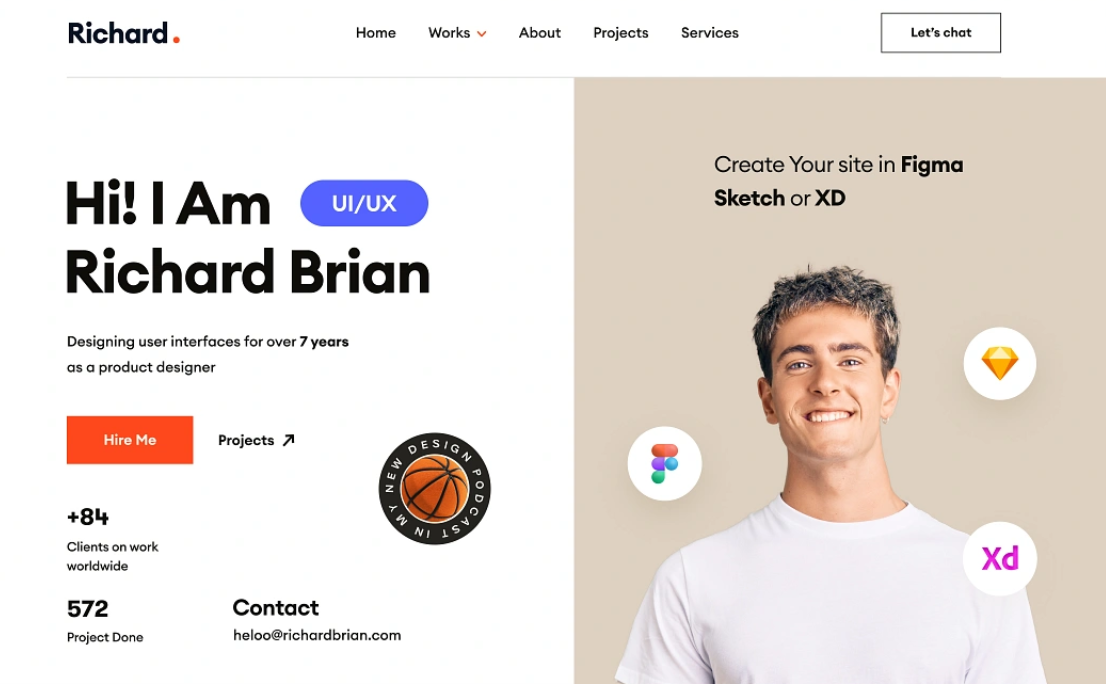 Richard.
Home Works About Projects Services
Let's chat
Hi! I Am UI/UX
Richard Brian
Designing user interfaces for over 7 years
as a product designer
Hire Me
Projects
NEW DESIGN PODCAST IN MY
+84
Clients on work
worldwide
572
Project Done
Contact
heloo@richardbrian.com
Create Your site in Figma
Sketch or XD
Xd